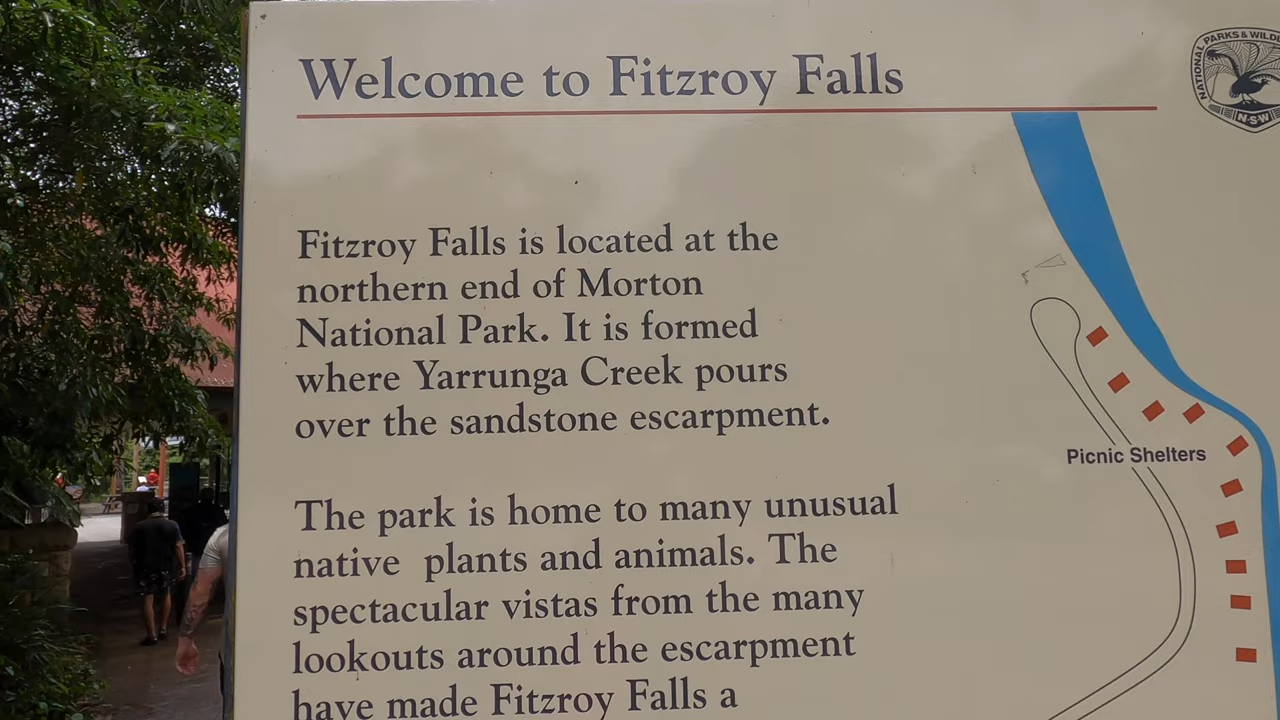 Welcome to Fitzroy Falls
NATIONAL PARKS & WILDL
N·S·W
Fitzroy Falls is located at the
northern end of Morton
National Park. It is formed
where Yarrunga Creek pours
over the sandstone escarpment.
Picnic Shelters
The park is home to many unusual
native plants and animals. The
spectacular vistas from the many
lookouts around the escarpment
have made Fitzroy Falls a